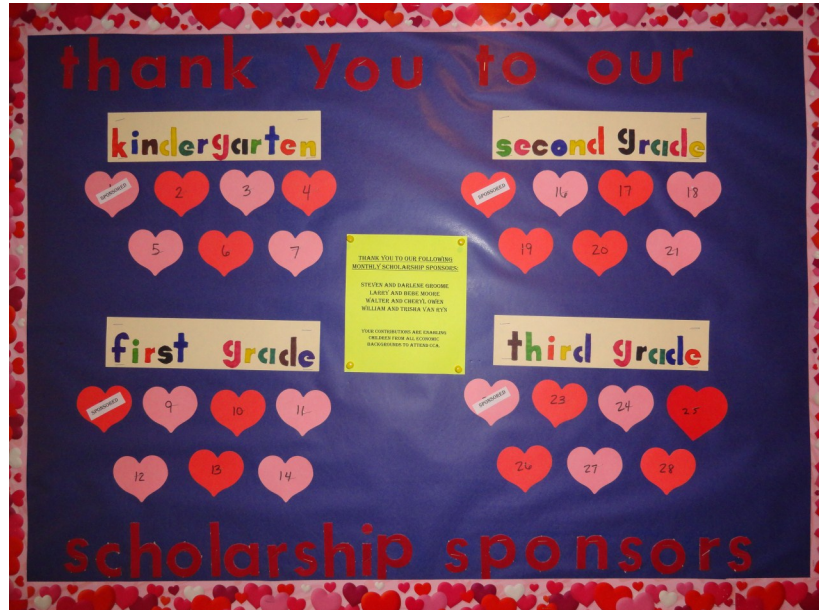 thank You to our
kindergarten
SPONSORED 2 3 4
5 6 7
second grade
SPONSORED 16 17 18
19 20 21
THANK YOU TO OUR FOLLOWING
MONTHLY SCHOLARSHIP SPONSORS:
STEVEN AND DARLENE GROOME
LARRY AND BEBE MOORE
WALTER AND CHERYL OWEN
WILLIAM AND TRISHA VAN RYN
YOUR CONTRIBUTIONS ARE ENABLING
CHILDREN FROM ALL ECONOMIC
BACKGROUNDS TO ATTEND CCA.
first grade
SPONSORED 9 10 11
12 13 14
third grade
SPONSORED 23 24 25
26 27 28
scholarship sponsors